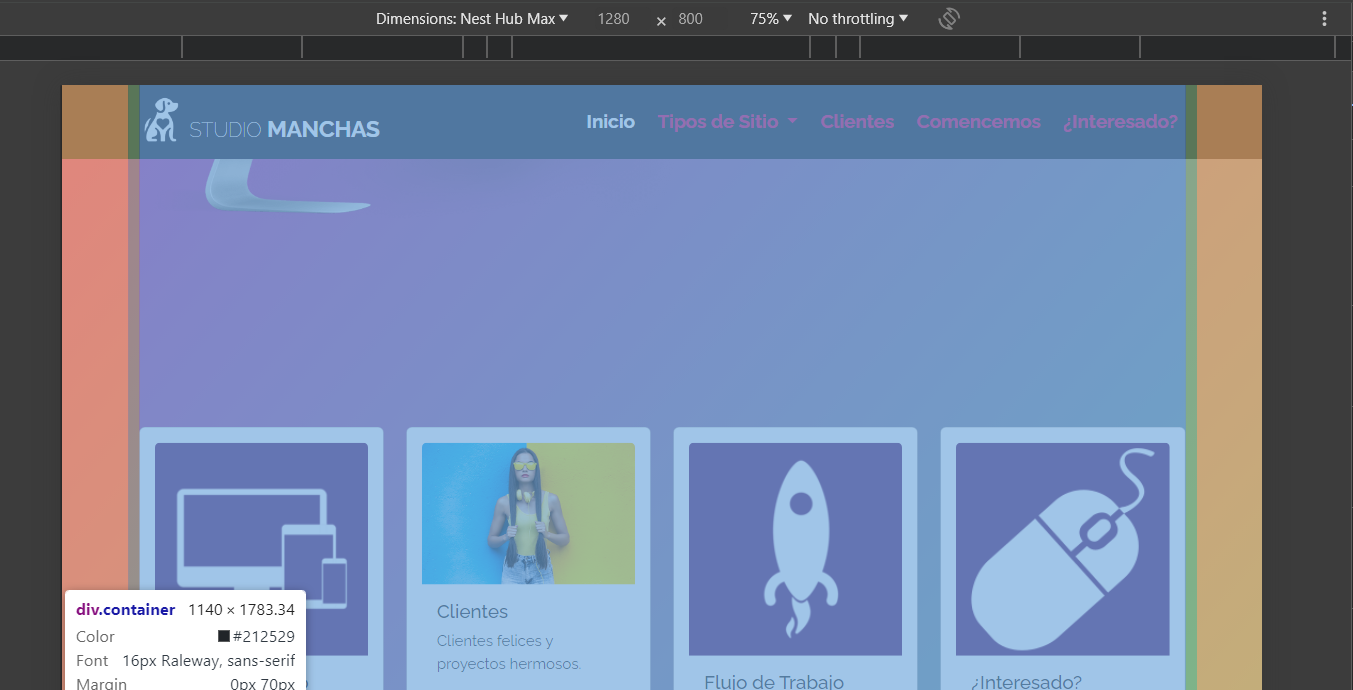 Dimensions: Nest Hub Max 1280 × 800 75% No throttling
STUDIO MANCHAS Inicio Tipos de Sitio Clientes Comencemos ¿Interesado?
Clientes
Clientes felices y
proyectos hermosos.
Flujo de Trabajo
¿Interesado?
div.container 1140 × 1783.34
Color #212529
Font 16px Raleway, sans-serif
Margin 0px 70px